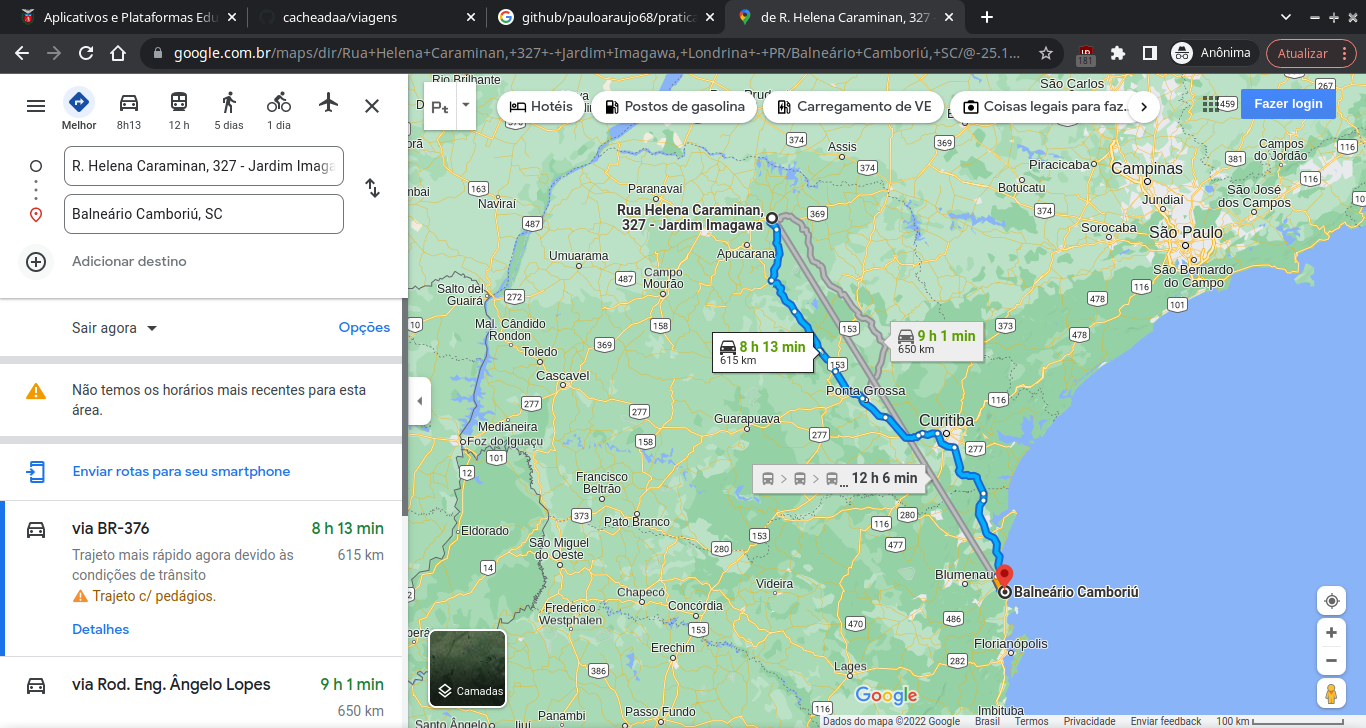 Aplicativos e Plataformas Edu
cacheadaa/viagens
github/pauloaraujo68/pratica
de R. Helena Caraminan, 327 -
google.com.br/maps/dir/Rua+Helena+Caraminan,+327+-+Jardim+Imagawa,+Londrina+-+PR/Balneário+Camboriú,+SC/@-25.1...
181
Anônima
Atualizar
Melhor
8h13
12 h
5 dias
1 dia
R. Helena Caraminan, 327 - Jardim Imaga
Balneário Camboriú, SC
Adicionar destino
Sair agora
Opções
Não temos os horários mais recentes para esta
área.
Enviar rotas para seu smartphone
via BR-376
8 h 13 min
Trajeto mais rápido agora devido às
615 km
condições de trânsito
Trajeto c/ pedágios.
Detalhes
via Rod. Eng. Ângelo Lopes
9 h 1 min
650 km
Hotéis
Postos de gasolina
Carregamento de VE
Coisas legais para faz...
459
Fazer login
Rio Brilhante
São Carlos
267
374
369
Assis
374
Piracicaba
381
Campos
do Jordão
116
Campinas
163
Naviraí
Paranavaí
Botucatu
São José
dos Campos
116
Jundiaí
Rua Helena Caraminan,
327 - Jardim Imagawa
369
374
487
Sorocaba
São Paulo
Umuarama
Apucarana
São Bernardo
do Campo
Campo
Mourão
487
Salto del
Guairá
272
116
478
101
158
Mal. Cândido
Rondon
369
153
373
478
8 h 13 min
615 km
9 h 1 min
650 km
Toledo
Cascavel
153
Ponta Grossa
277
277
116
Guarapuava
Curitiba
Medianeira
Foz do Iguaçu
158
277
277
101
12
12 h 6 min
Francisco
Beltrão
373
Pato Branco
280
116
Eldorado
153
São Miguel
do Oeste
280
477
14
Blumenau
Balneário Camboriú
Videira
Chapecó
Concórdia
Frederico
Westphalen
153
470
486
Erechim
Florianópolis
282
386
Lages
Passo Fundo
Panambi
116
Imbituba
Santo Ângelo
Camadas
Google
Dados do mapa ©2022 Google
Brasil
Termos
Privacidade
Enviar feedback
100 km